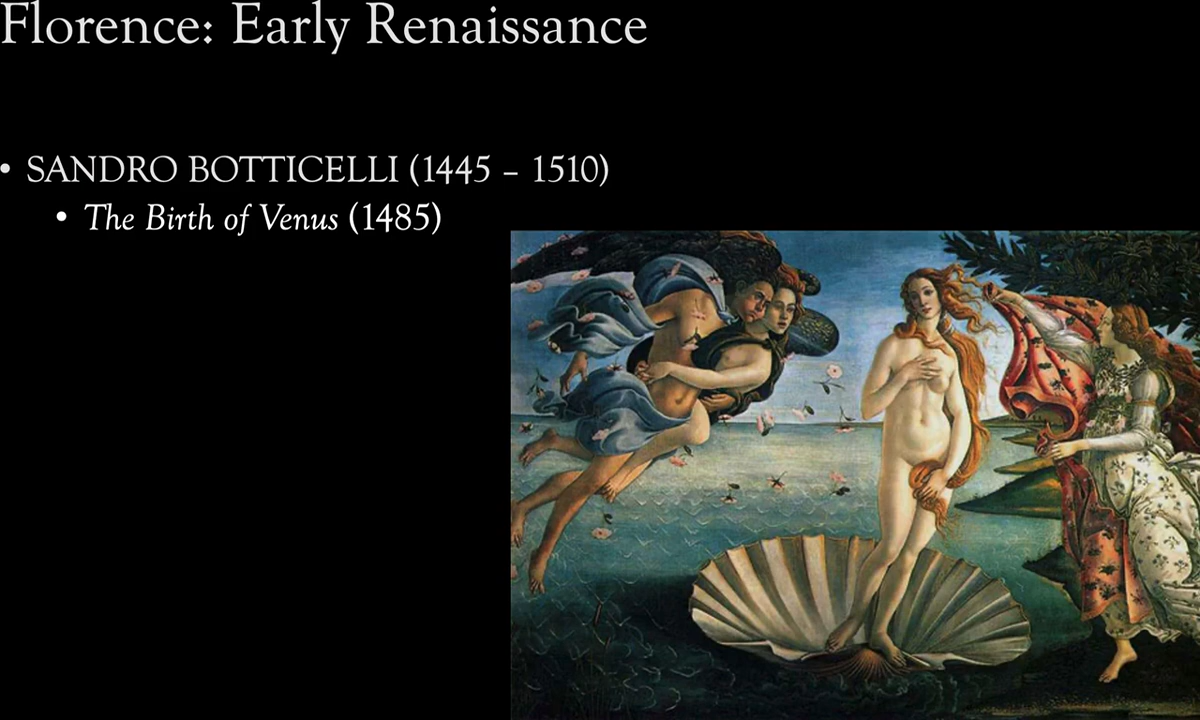 Florence: Early Renaissance
• SANDRO BOTTICELLI (1445 – 1510)
• The Birth of Venus (1485)